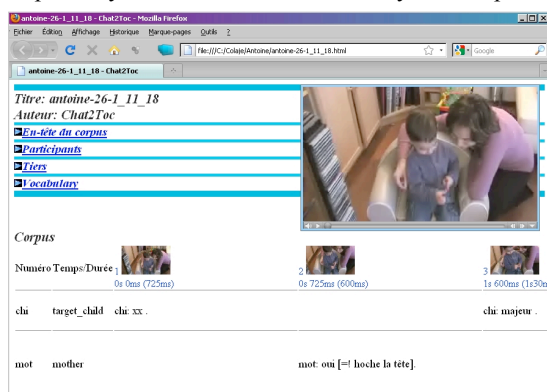 antoine-26-1_11_18 - Chat2Toc - Mozilla Firefox
Fichier Édition Affichage Historique Marque-pages Outils ?
file:///C:/Colaje/Antoine/antoine-26-1_11_18.html
Google
antoine-26-1_11_18 - Chat2Toc
Titre: antoine-26-1_11_18
Auteur: Chat2Toc
En-tête du corpus
Participants
Tiers
Vocabulary
Corpus
Numéro Temps/Durée 1 2 3
0s 0ms (725ms) 0s 725ms (600ms) 1s 600ms (1s30m
chi target_child chi: xx . chi: majeur .
mot mother mot: oui [=! hoche la tête].